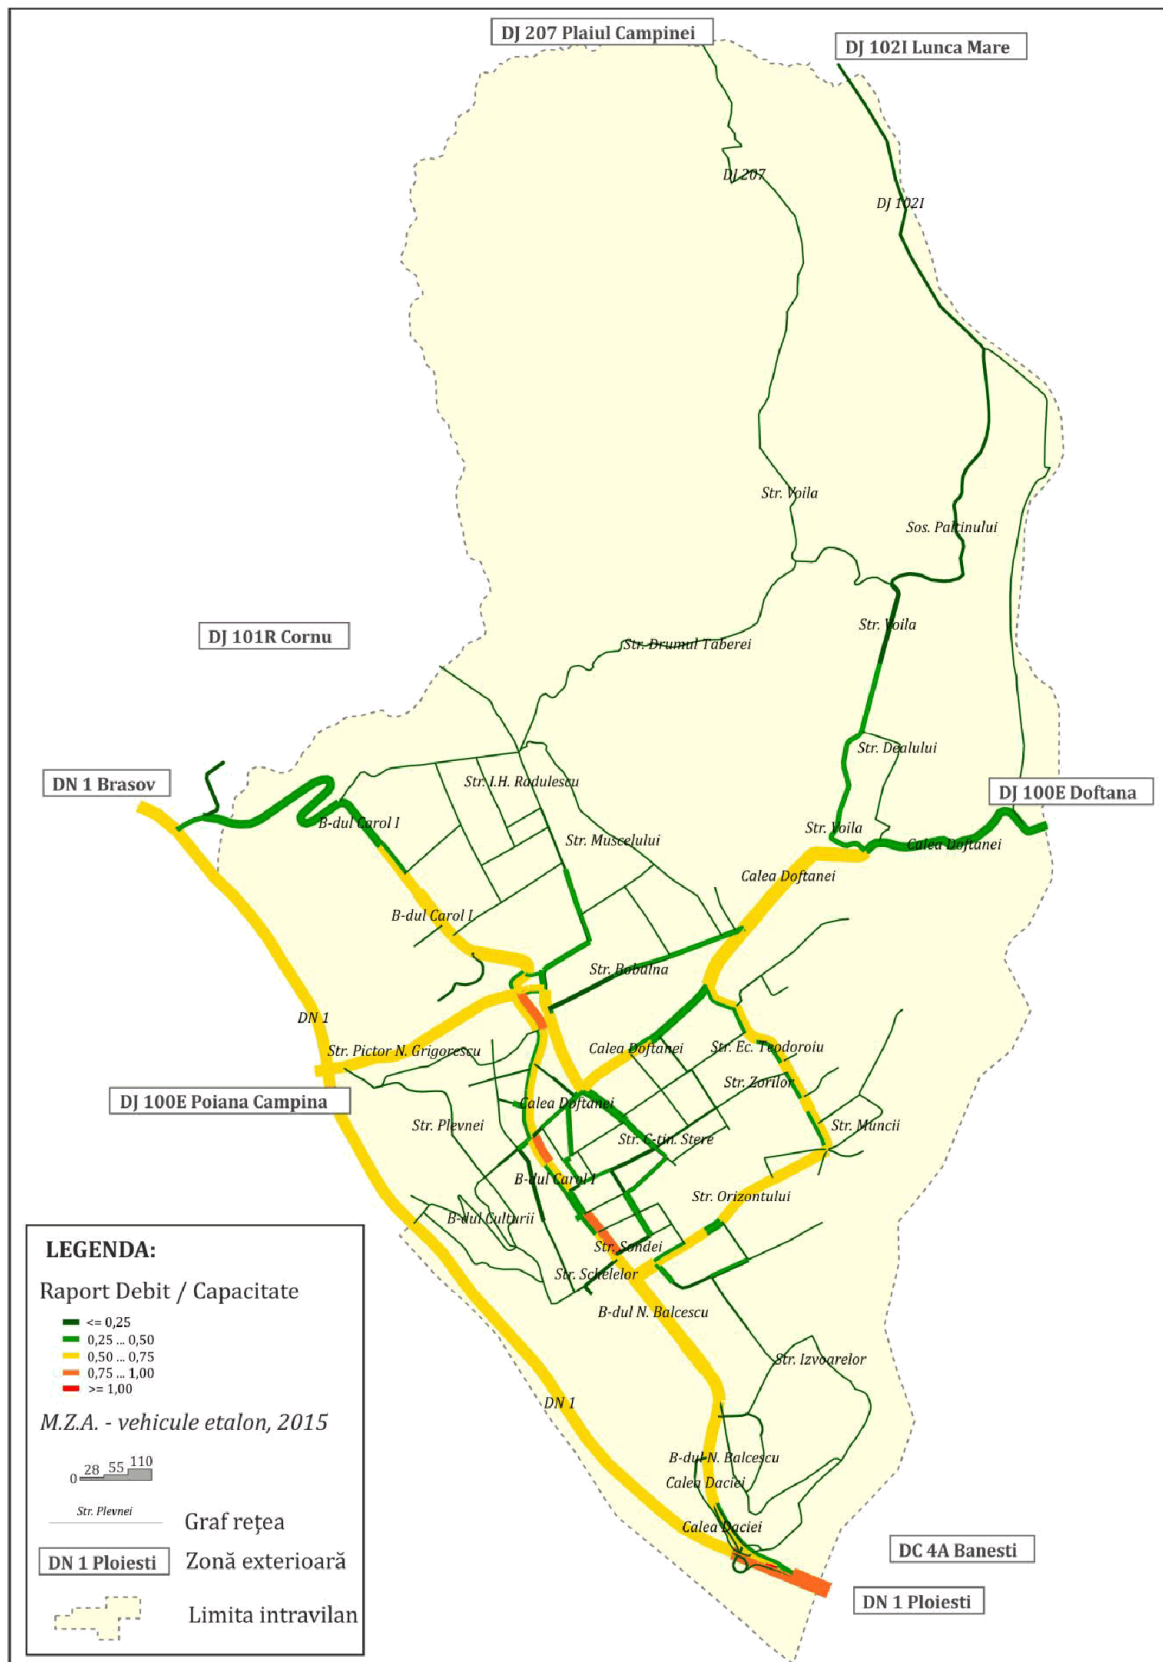 DJ 207 Plaiul Campinei
DJ 102I Lunca Mare
DJ 207
DJ 102I
Str. Voila
Sos. Paltinului
Str. Voila
DJ 101R Cornu
Str. Drumul Taberei
Str. Dealului
DN 1 Brasov
Str. I.H. Radulescu
DJ 100E Doftana
B-dul Carol I
Str. Muscelului
Str. Voila
Calea Doftanei
Calea Doftanei
B-dul Carol I
Str. Bobalna
DN 1
Str. Pictor N. Grigorescu
Calea Doftanei
Str. Ec. Teodoroiu
Str. Zorilor
DJ 100E Poiana Campina
Calea Doftanei
Str. Plevnei
Str. C-tin. Stere
Str. Muncii
B-dul Carol I
Str. Orizontului
B-dul Culturii
Str. Sondei
Str. Schelelor
B-dul N. Balcescu
Str. Izvoarelor
DN 1
B-dul N. Balcescu
Calea Daciei
Calea Daciei
DC 4A Banesti
DN 1 Ploiesti
LEGENDA:
Raport Debit / Capacitate
<= 0,25
0,25 ... 0,50
0,50 ... 0,75
0,75 ... 1,00
>= 1,00
M.Z.A. - vehicule etalon, 2015
0 28 55 110
Str. Plevnei
Graf rețea
DN 1 Ploiesti
Zonă exterioară
Limita intravilan